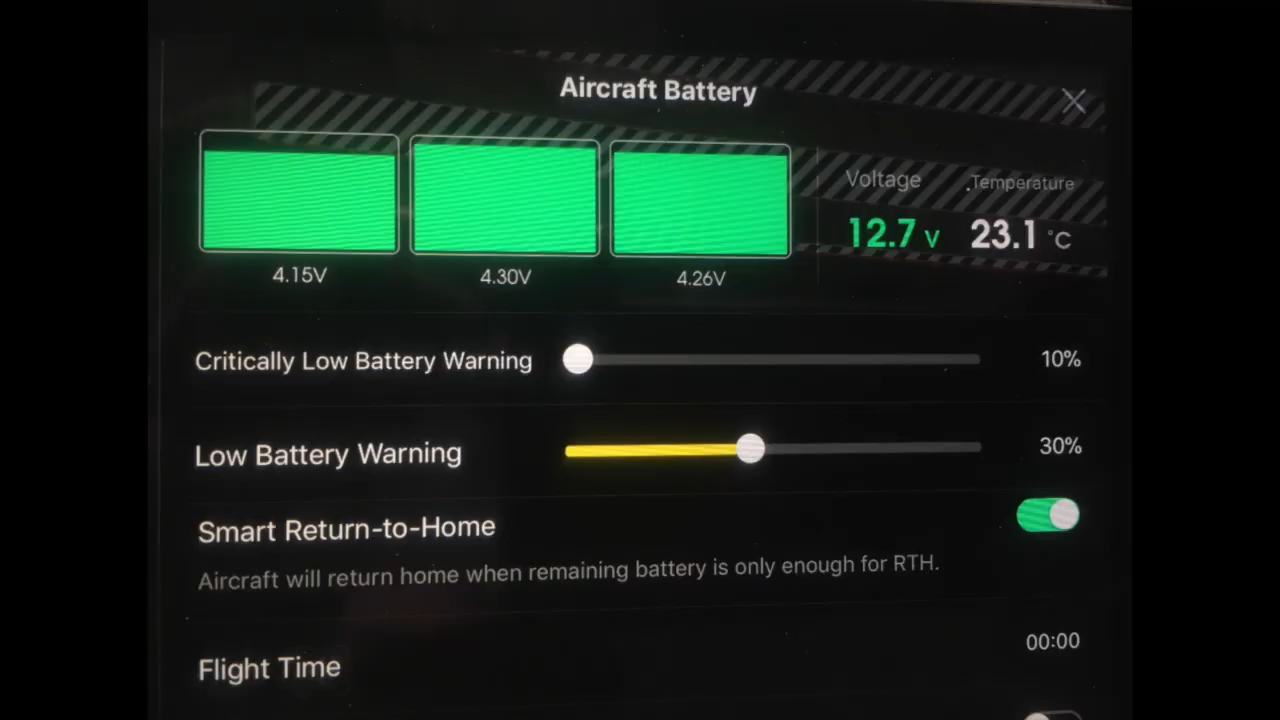 Aircraft Battery
Voltage
Temperature
12.7 V
23.1 °C
4.15V
4.30V
4.26V
Critically Low Battery Warning
10%
Low Battery Warning
30%
Smart Return-to-Home
Aircraft will return home when remaining battery is only enough for RTH.
Flight Time
00:00